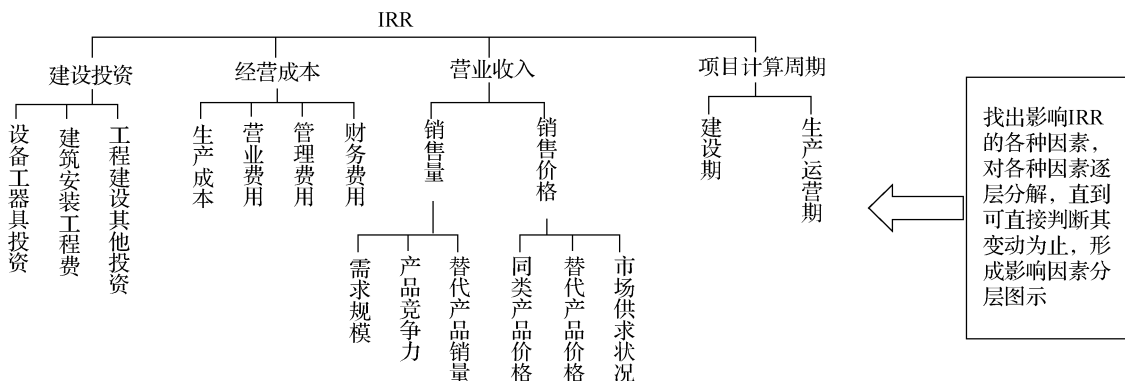 IRR
建设投资
经营成本
营业收入
项目计算周期
设备工器具投资
建筑安装工程费
工程建设其他投资
生产成本
营业费用
管理费用
财务费用
销售量
销售价格
建设期
生产运营期
需求规模
产品竞争力
替代产品销量
同类产品价格
替代产品价格
市场供求状况
找出影响IRR
的各种因素，
对各种因素逐
层分解，直到
可直接判断其
变动为止，形
成影响因素分
层图示